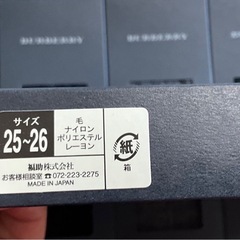 BURBERRY
BURBERRY
サイズ
25~26
毛
ナイロン
ポリエステル
レーヨン
福助株式会社
お客様相談室 ☎072-223-2275
MADE IN JAPAN
紙
箱